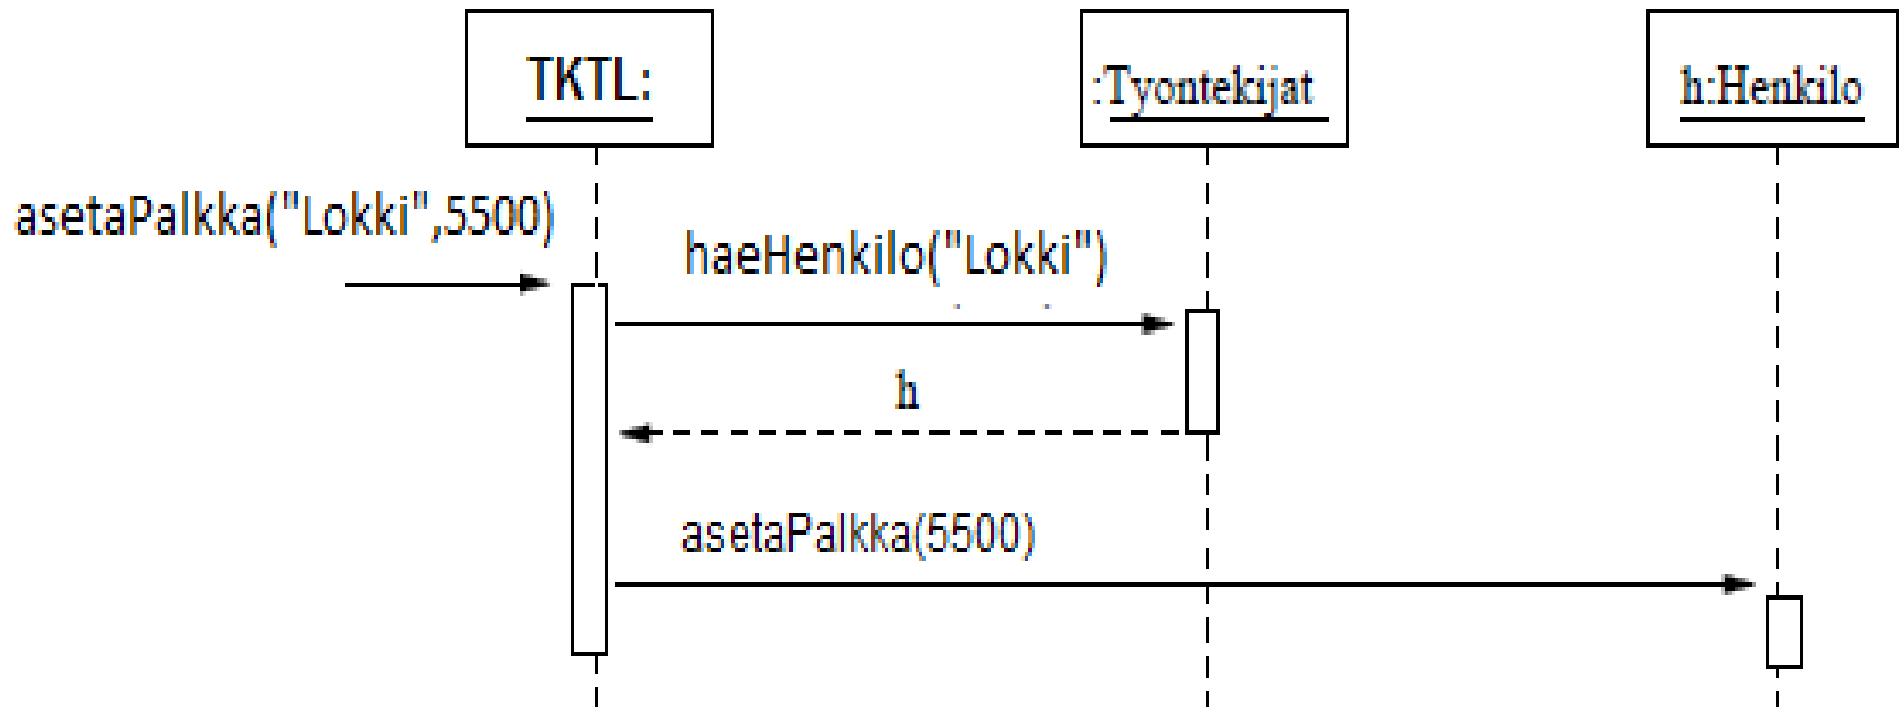 TKTL:
:Tyontekijat
h:Henkilo
asetaPalkka("Lokki",5500)
haeHenkilo("Lokki")
h
asetaPalkka(5500)